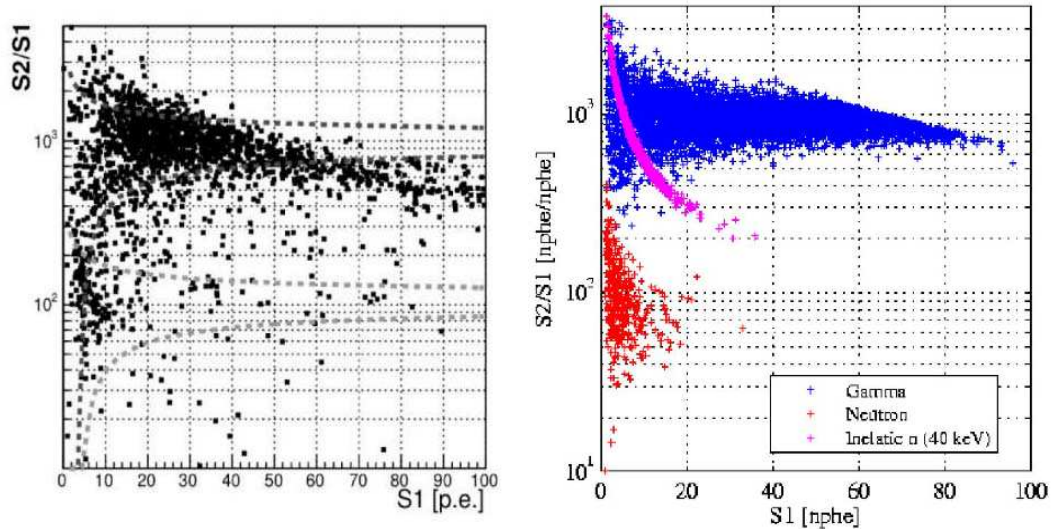 S2/S1
10³
10²
0 10 20 30 40 50 60 70 80 90 100
S1 [p.e.]
S2/S1 [nphe/nphe]
10³
10²
10¹
Gamma
Neutron
Inelatic n (40 keV)
0 20 40 60 80 100
S1 [nphe]